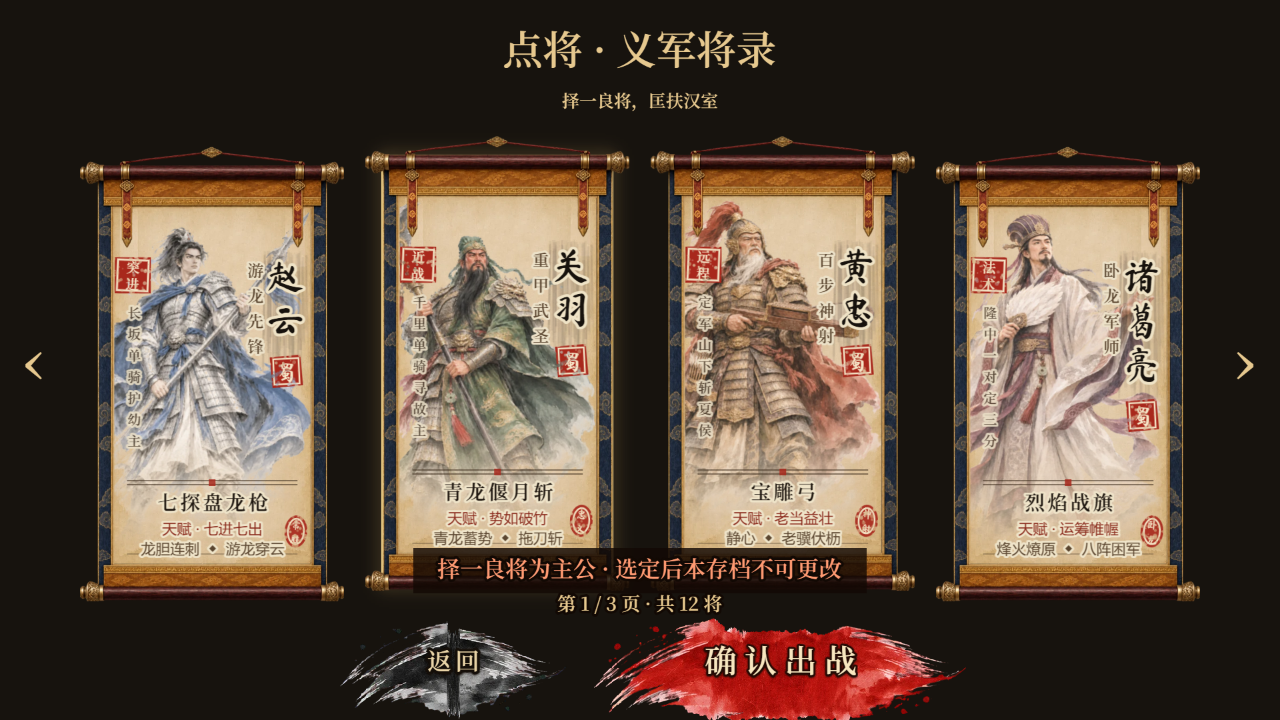 点将·义军将录
择一良将，匡扶汉室
突进
赵云
游龙先锋
长坂单骑护幼主
蜀
七探盘龙枪
天赋·七进七出
龙胆连刺 ◆ 游龙穿云
近战
关羽
重甲武圣
千里单骑寻故主
蜀
青龙偃月斩
天赋·势如破竹
青龙蓄势 ◆ 拖刀斩
远程
黄忠
百步神射
定军山下斩夏侯
蜀
宝雕弓
天赋·老当益壮
静心 ◆ 老骥伏枥
法术
诸葛亮
卧龙军师
隆中一对定三分
蜀
烈焰战旗
天赋·运筹帷幄
烽火燎原 ◆ 八阵困军
择一良将为主公·选定后本存档不可更改
第 1 / 3 页 · 共 12 将
返回
确认出战